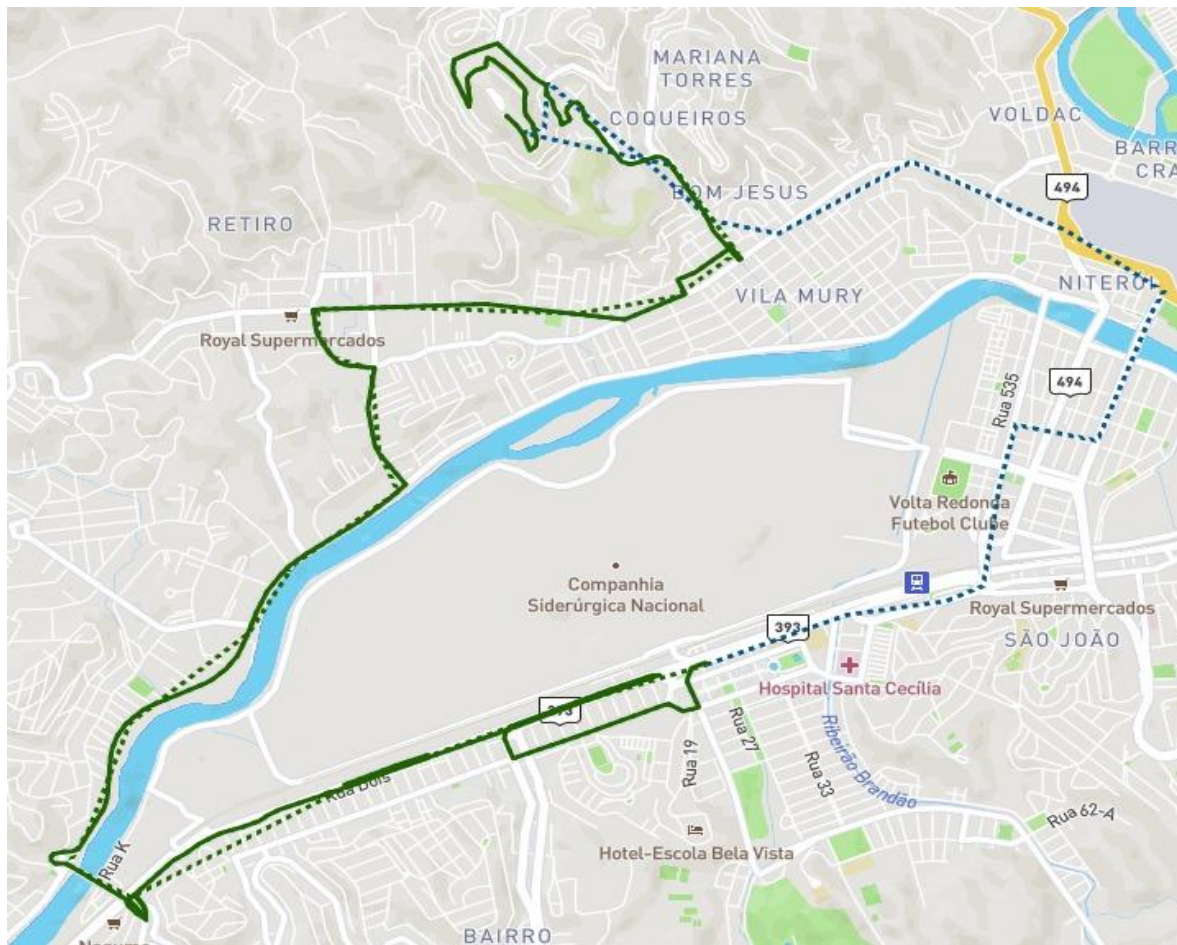 MARIANA
TORRES
COQUEIROS
VOLDAC
BARR
CRA
494
BOM JESUS
RETIRO
NITERÓI
VILA MURY
Royal Supermercados
494
Rua 535
Volta Redonda
Futebol Clube
Companhia
Siderúrgica Nacional
Royal Supermercados
393
SÃO JOÃO
Hospital Santa Cecília
393
Rua 27
Rua 19
Rua Dois
Rua 33
Ribeirão Brandão
Rua 62-A
Rua K
Hotel-Escola Bela Vista
BAIRRO